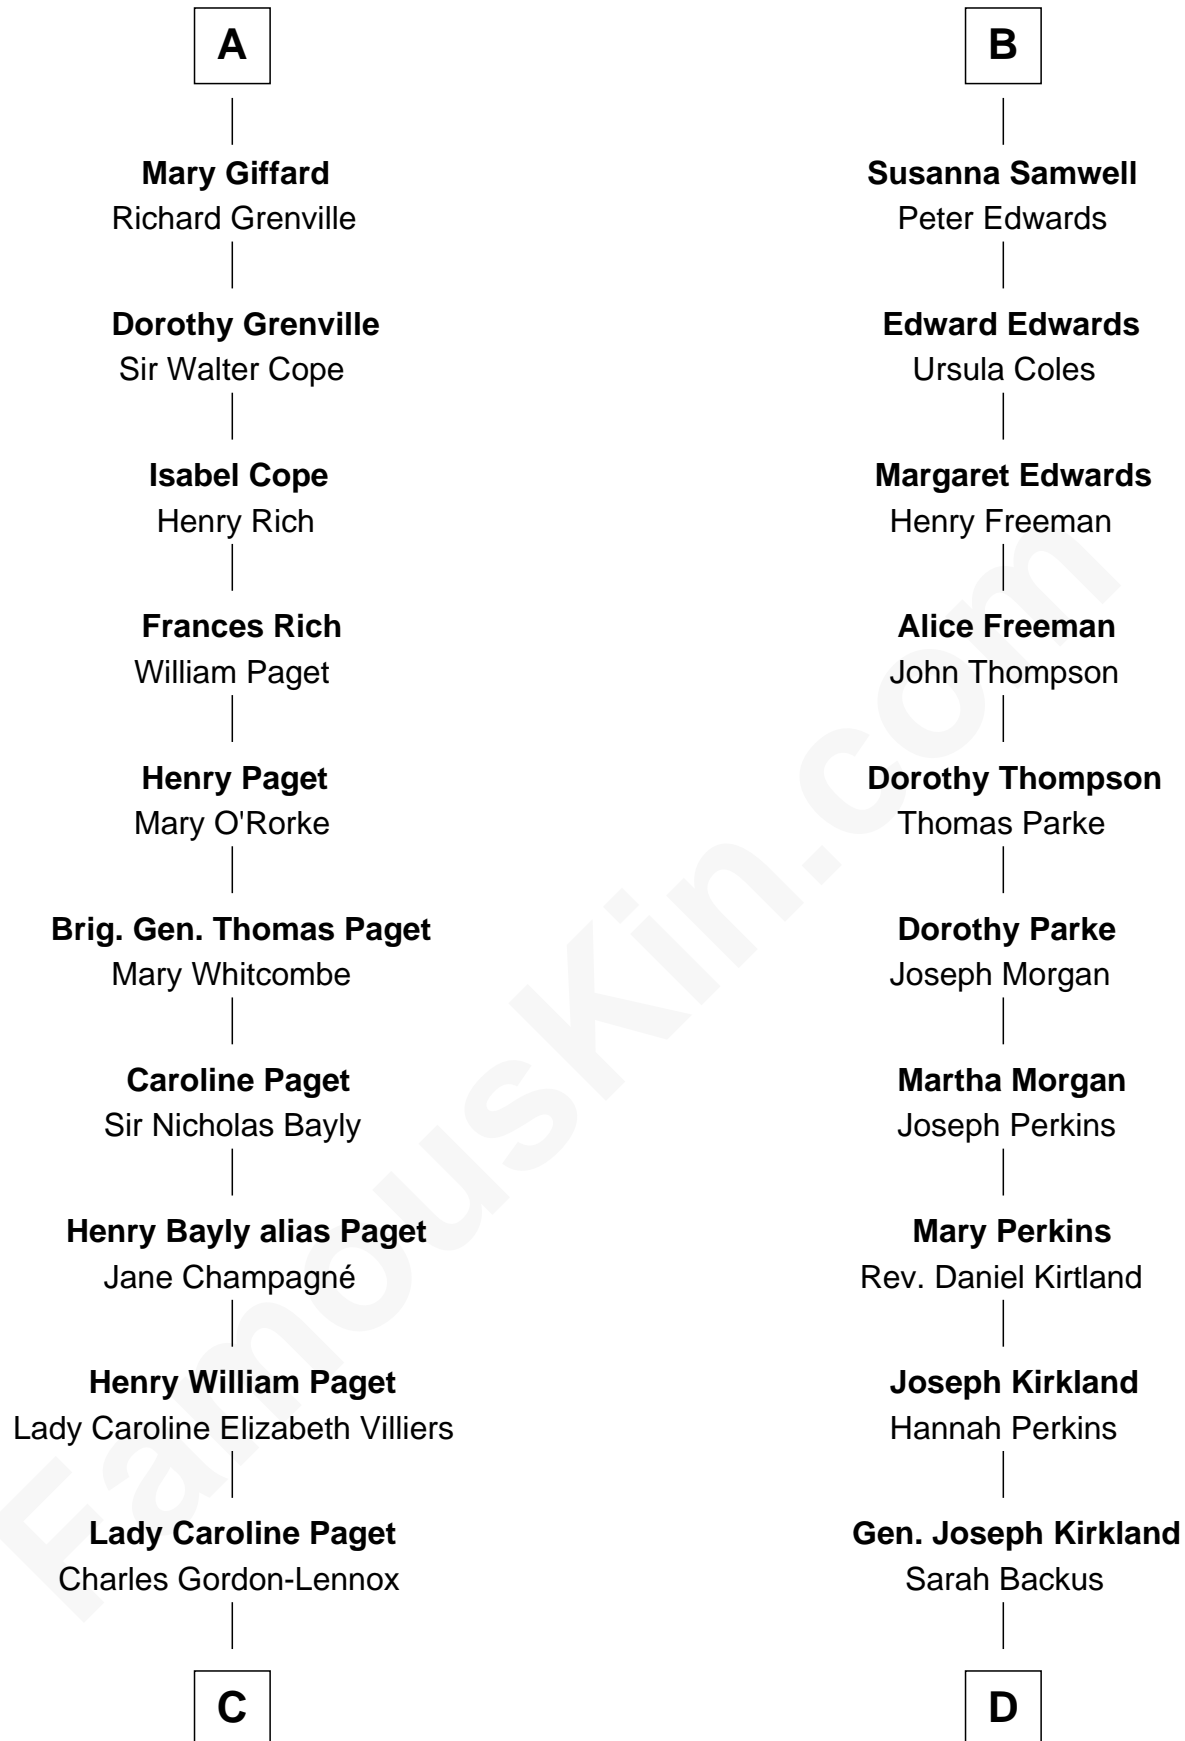 A
Mary Giffard
Richard Grenville
Dorothy Grenville
Sir Walter Cope
Isabel Cope
Henry Rich
Frances Rich
William Paget
Henry Paget
Mary O'Rorke
Brig. Gen. Thomas Paget
Mary Whitcombe
Caroline Paget
Sir Nicholas Bayly
Henry Bayly alias Paget
Jane Champagné
Henry William Paget
Lady Caroline Elizabeth Villiers
Lady Caroline Paget
Charles Gordon-Lennox
C
B
Susanna Samwell
Peter Edwards
Edward Edwards
Ursula Coles
Margaret Edwards
Henry Freeman
Alice Freeman
John Thompson
Dorothy Thompson
Thomas Parke
Dorothy Parke
Joseph Morgan
Martha Morgan
Joseph Perkins
Mary Perkins
Rev. Daniel Kirtland
Joseph Kirkland
Hannah Perkins
Gen. Joseph Kirkland
Sarah Backus
D
FamousKin.com